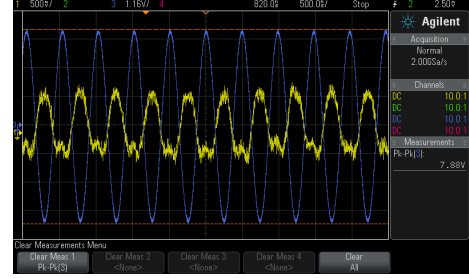 1 500▿/ 2 3 1.16V/ 4 820.0s 500.0s/ Stop 2 2.50▿
Agilent
Acquisition
Normal
2.00GSa/s
Channels
DC 10.0:1
DC 10.0:1
DC 10.0:1
DC 10.0:1
Measurements
Pk-Pk(3):
7.88V
Clear Measurements Menu
Clear Meas 1 Clear Meas 2 Clear Meas 3 Clear Meas 4 Clear
Pk-Pk(3) <None> <None> <None> All